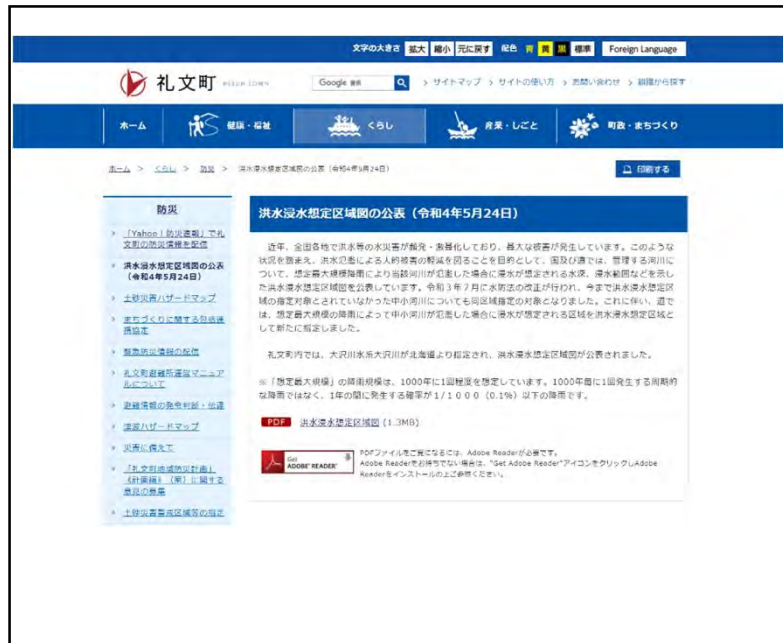 文字の大きさ 拡大 縮小 元に戻す 配色 青 黄 黒 標準 Foreign Language
礼文町 REBUN TOWN
Google 検索 > サイトマップ > サイトの使い方 > お問い合わせ > 組織から探す
ホーム 健康・福祉 くらし 産業・しごと 町政・まちづくり
ホーム > くらし > 防災 > 洪水浸水想定区域図の公表（令和4年5月24日） 印刷する
防災
「Yahoo！防災速報」で礼
文町の防災情報を配信
洪水浸水想定区域図の公表
（令和4年5月24日）
土砂災害ハザードマップ
まちづくりに関する包括連
携協定
緊急防災情報の配信
礼文町避難所運営マニュア
ルについて
避難情報の発令判断・伝達
津波ハザードマップ
災害に備えて
「礼文町地域防災計画」
《計画編》（案）に関する
意見の募集
土砂災害警戒区域等の指定
洪水浸水想定区域図の公表（令和4年5月24日）
近年、全国各地で洪水等の水災害が頻発・激甚化しており、甚大な被害が発生しています。このような
状況を踏まえ、洪水氾濫による人的被害の軽減を図ることを目的として、国及び道では、管理する河川に
ついて、想定最大規模降雨により当該河川が氾濫した場合に浸水が想定される水深、浸水範囲などを示し
た洪水浸水想定区域図を公表しています。令和３年７月に水防法の改正が行われ、今まで洪水浸水想定区
域の指定対象とされていなかった中小河川についても同区域指定の対象となりました。これに伴い、道で
は、想定最大規模の降雨によって中小河川が氾濫した場合に浸水が想定される区域を洪水浸水想定区域と
して新たに指定しました。
礼文町内では、大沢川水系大沢川が北海道より指定され、洪水浸水想定区域図が公表されました。
※「想定最大規模」の降雨規模は、1000年に1回程度を想定しています。1000年毎に1回発生する周期的
な降雨ではなく、1年の間に発生する確率が１/１０００（0.1%）以下の降雨です。
PDF 洪水浸水想定区域図 (1.3MB)
Get
ADOBE® READER®
PDFファイルをご覧になるには、Adobe Readerが必要です。
Adobe Readerをお持ちでない場合は、"Get Adobe Reader"アイコンをクリックしAdobe
Readerをインストールの上ご参照ください。